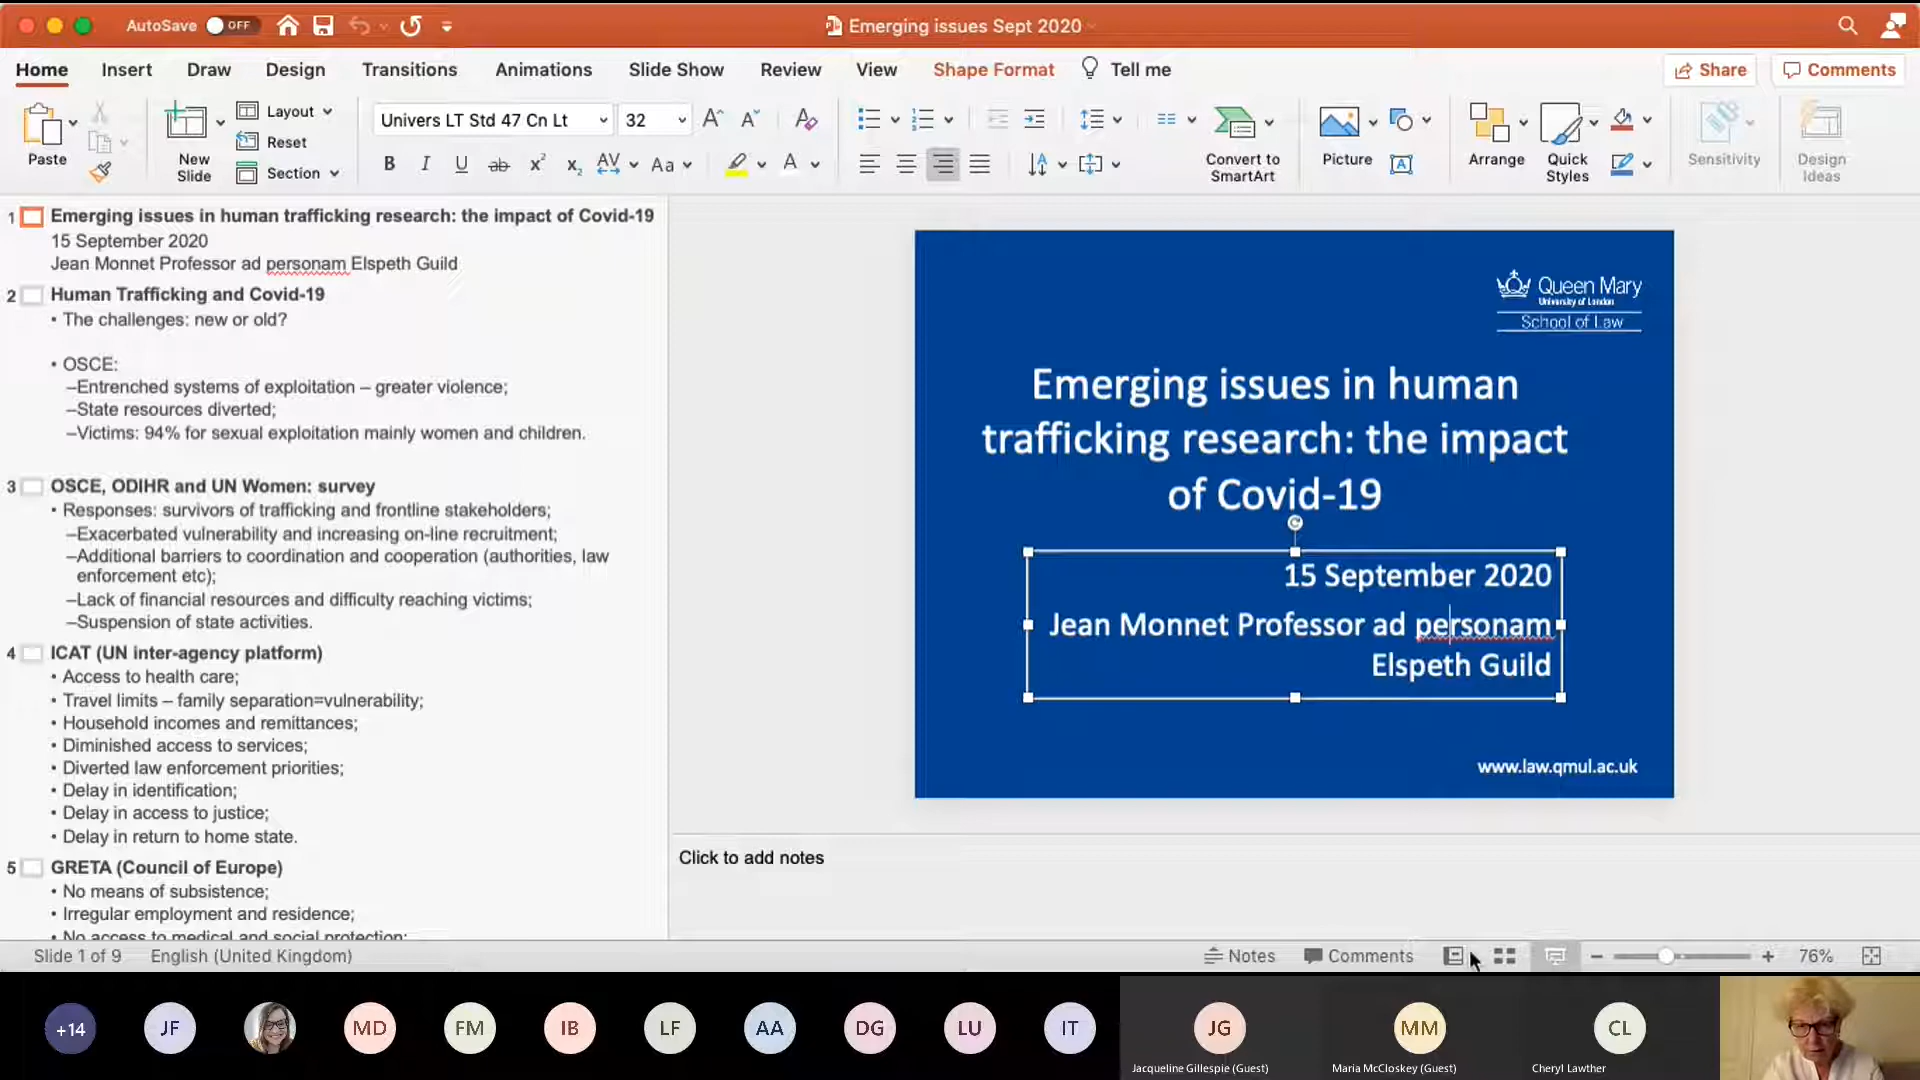 AutoSave OFF
Emerging issues Sept 2020
Home Insert Draw Design Transitions Animations Slide Show Review View Shape Format Tell me
Share Comments
Paste
New Slide
Layout
Reset
Section
Univers LT Std 47 Cn Lt 32
Convert to SmartArt
Picture
Arrange
Quick Styles
Sensitivity
Design Ideas
1 Emerging issues in human trafficking research: the impact of Covid-19
15 September 2020
Jean Monnet Professor ad personam Elspeth Guild
2 Human Trafficking and Covid-19
• The challenges: new or old?
• OSCE:
–Entrenched systems of exploitation – greater violence;
–State resources diverted;
–Victims: 94% for sexual exploitation mainly women and children.
3 OSCE, ODIHR and UN Women: survey
• Responses: survivors of trafficking and frontline stakeholders;
–Exacerbated vulnerability and increasing on-line recruitment;
–Additional barriers to coordination and cooperation (authorities, law
enforcement etc);
–Lack of financial resources and difficulty reaching victims;
–Suspension of state activities.
4 ICAT (UN inter-agency platform)
• Access to health care;
• Travel limits – family separation=vulnerability;
• Household incomes and remittances;
• Diminished access to services;
• Diverted law enforcement priorities;
• Delay in identification;
• Delay in access to justice;
• Delay in return to home state.
5 GRETA (Council of Europe)
• No means of subsistence;
• Irregular employment and residence;
• No access to medical and social protection;
Queen Mary
University of London
School of Law
Emerging issues in human
trafficking research: the impact
of Covid-19
15 September 2020
Jean Monnet Professor ad personam
Elspeth Guild
www.law.qmul.ac.uk
Click to add notes
Slide 1 of 9 English (United Kingdom)
Notes Comments 76%
+14 JF MD FM IB LF AA DG LU IT JG MM CL
Jacqueline Gillespie (Guest) Maria McCloskey (Guest) Cheryl Lawther